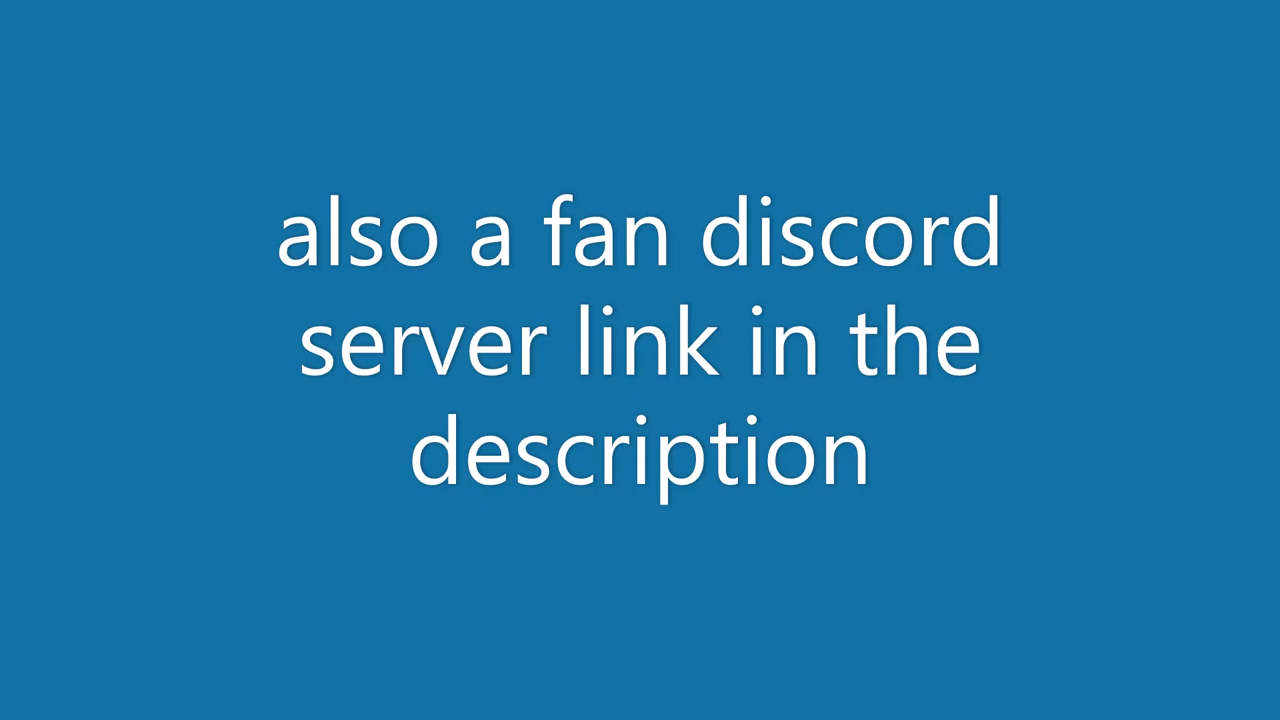 also a fan discord
server link in the
description